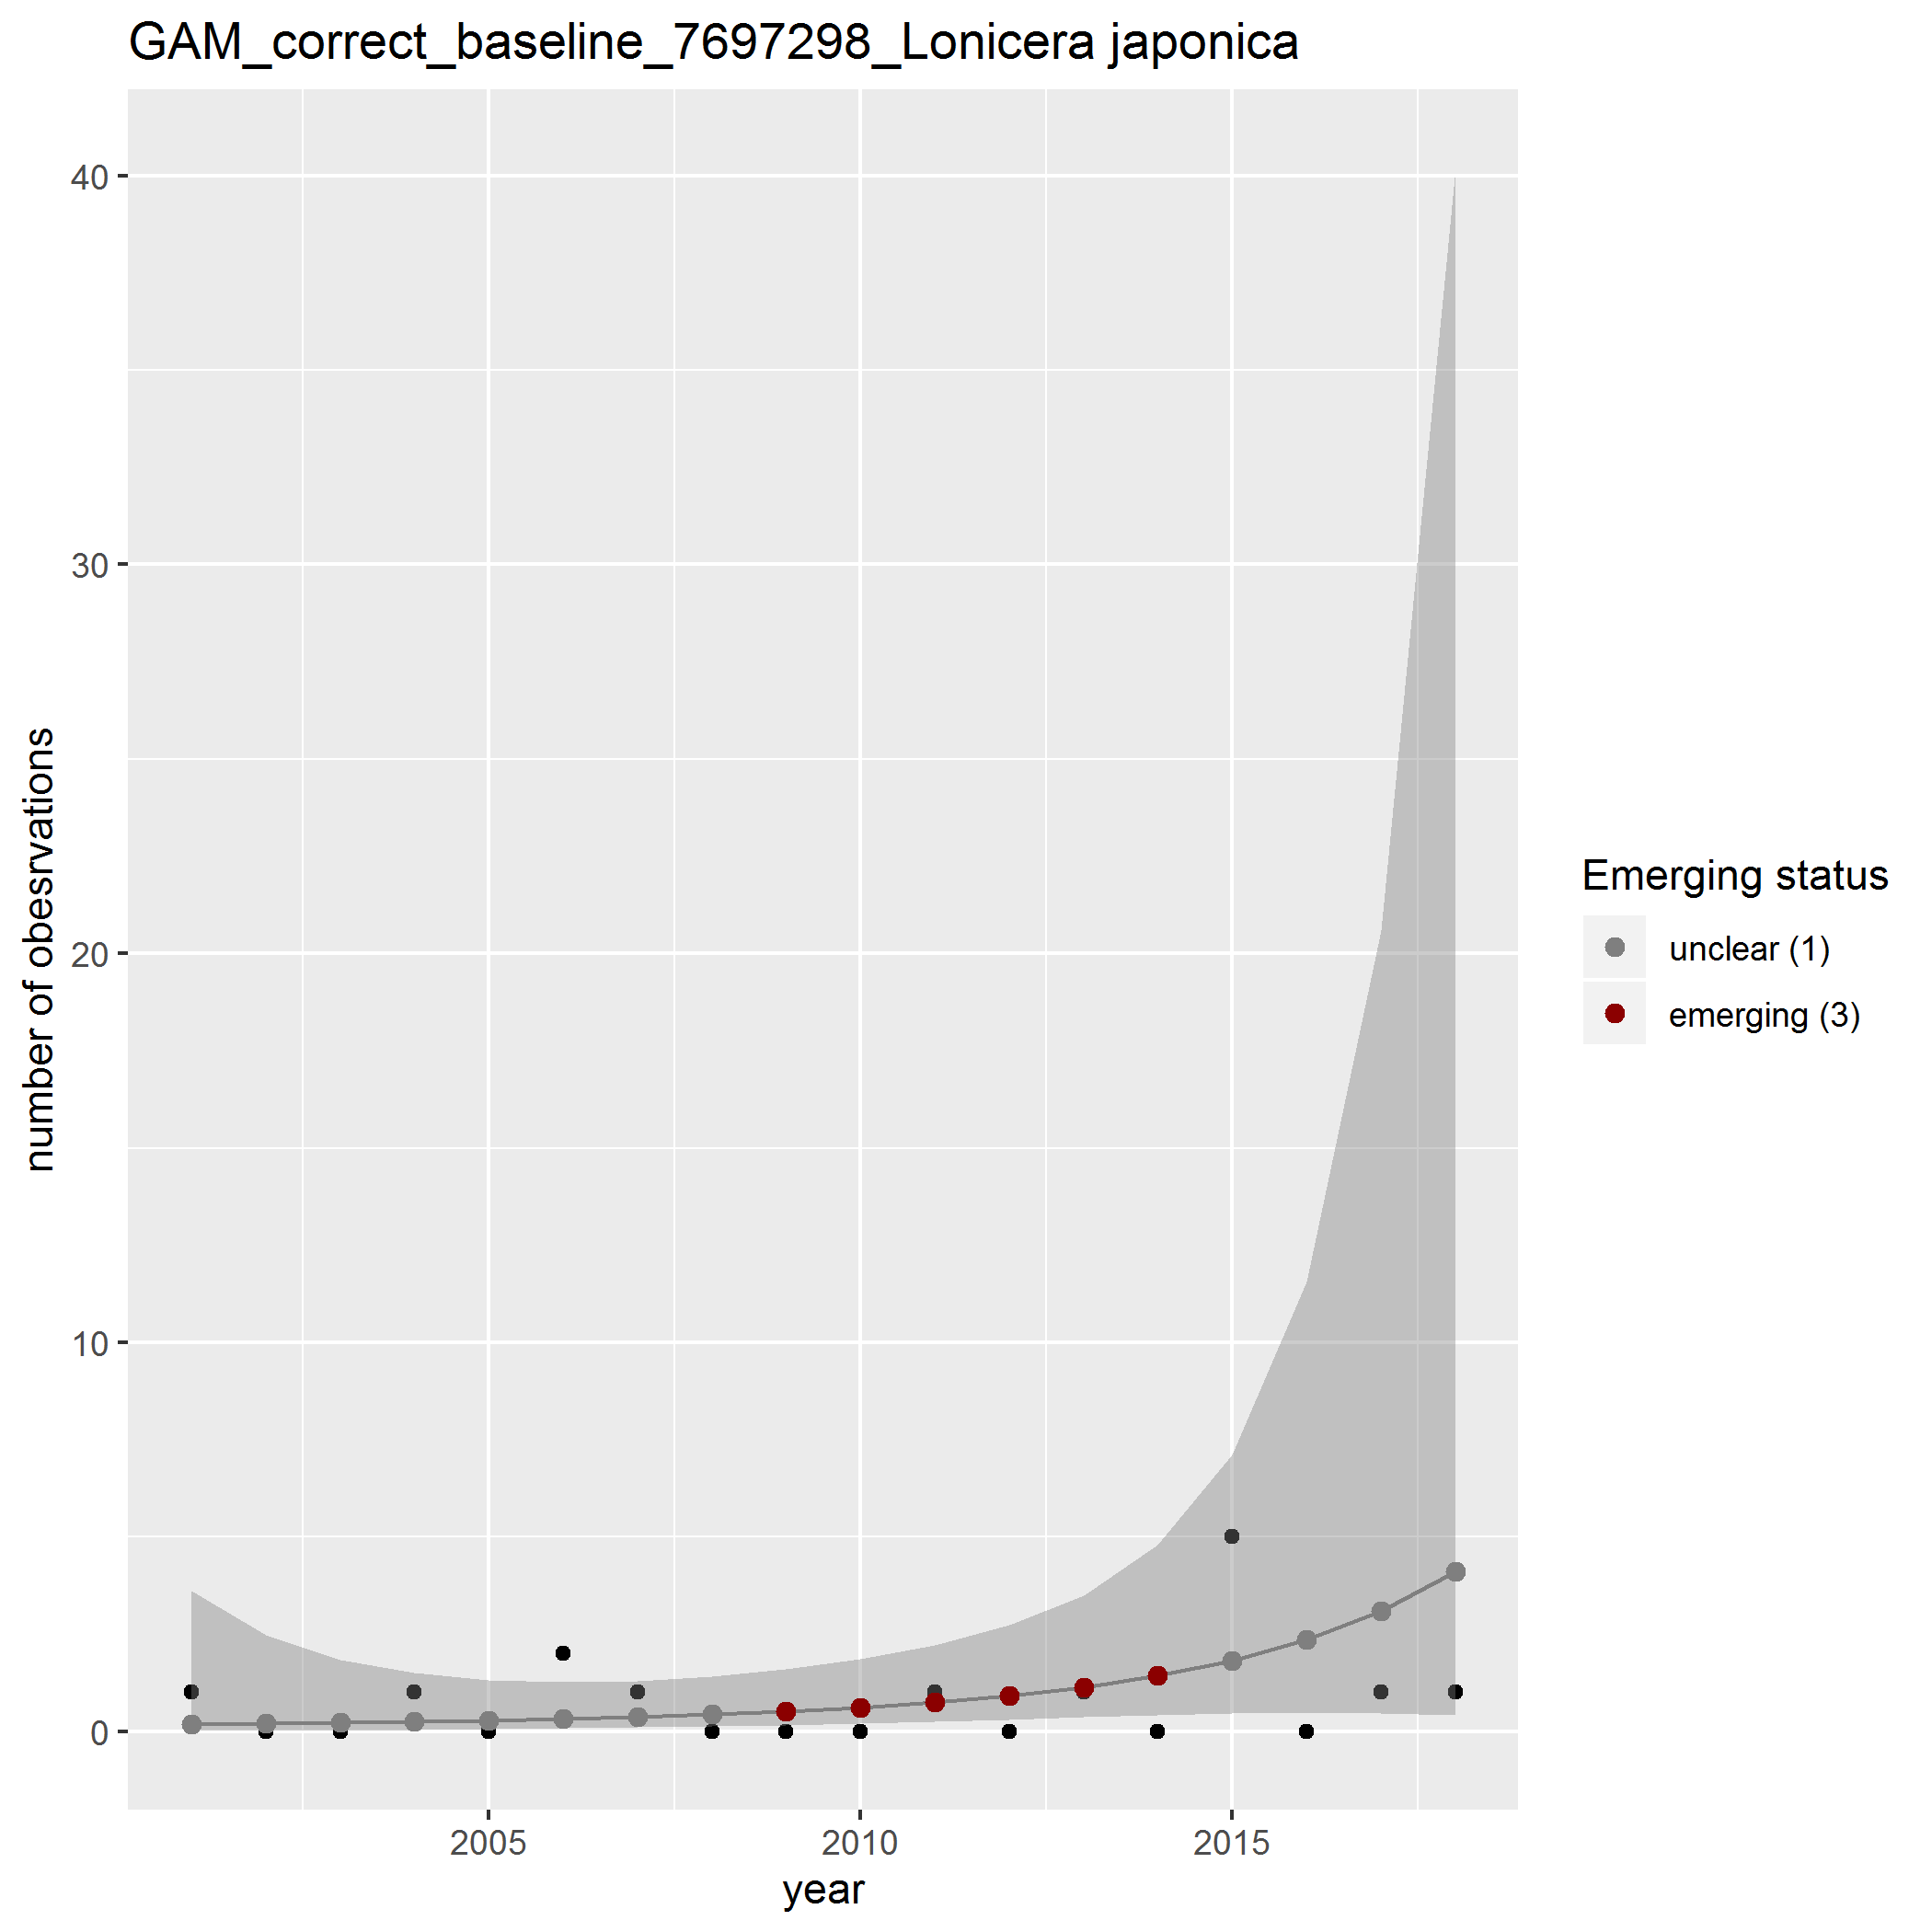 GAM_correct_baseline_7697298_Lonicera japonica
40
30
20
10
0
number of obesrvations
2005
2010
2015
year
Emerging status
unclear (1)
emerging (3)